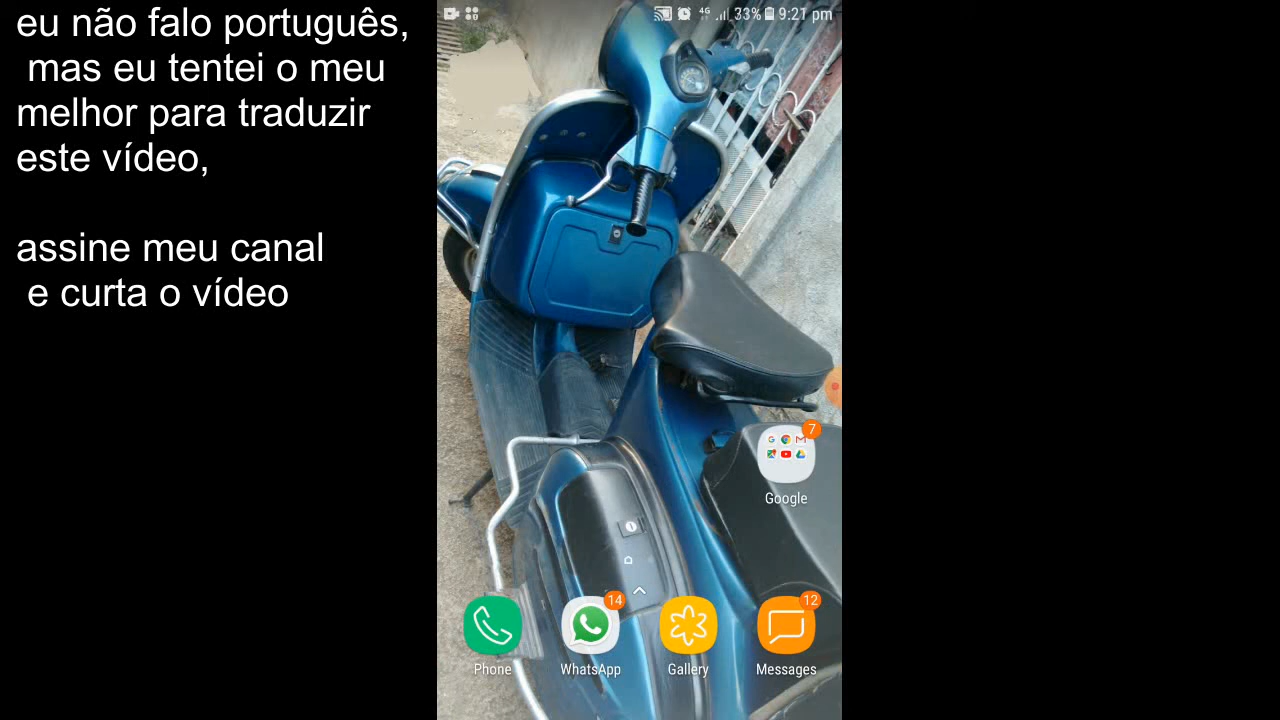 eu não falo português,
mas eu tentei o meu
melhor para traduzir
este vídeo,
assine meu canal
e curta o vídeo
4G 33% 9:21 pm
7
Google
14
12
Phone
WhatsApp
Gallery
Messages